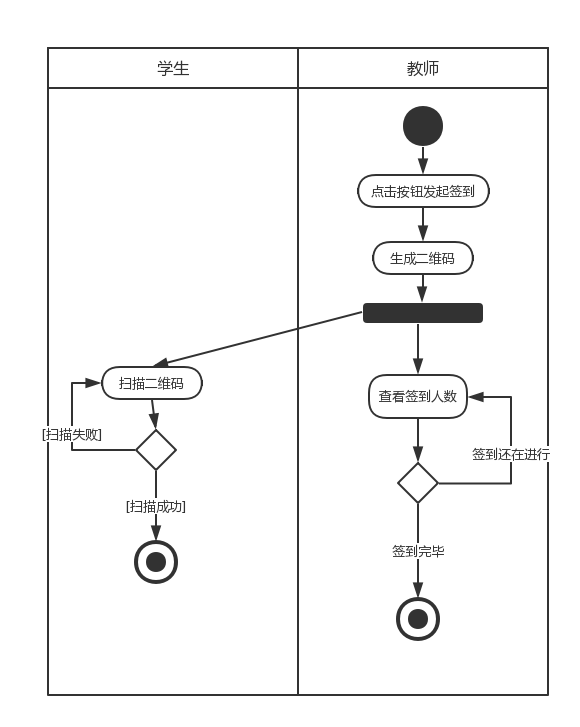 学生
教师
点击按钮发起签到
生成二维码
扫描二维码
查看签到人数
[扫描失败]
签到还在进行
[扫描成功]
签到完毕